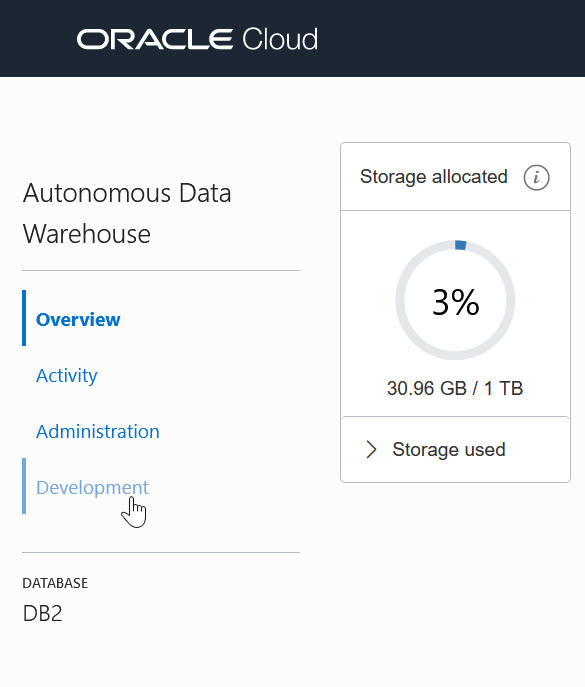 ORACLE Cloud
Autonomous Data
Warehouse
Overview
Activity
Administration
Development
DATABASE
DB2
Storage allocated i
3%
30.96 GB / 1 TB
Storage used